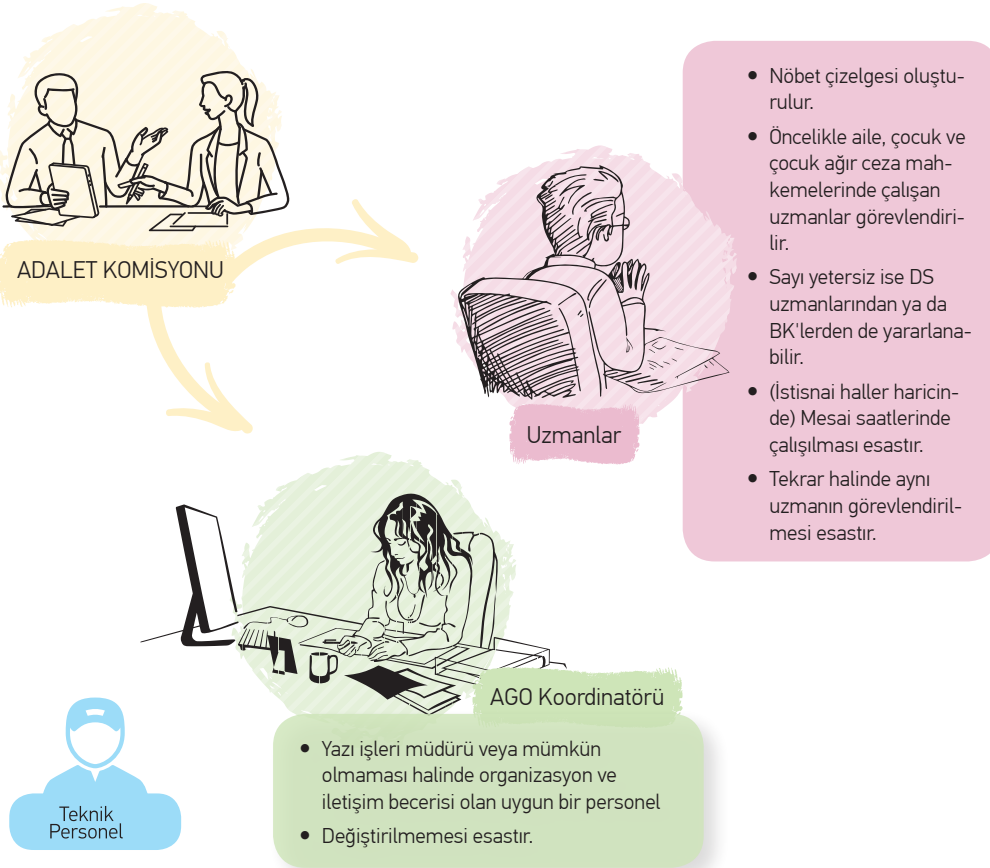 ADALET KOMİSYONU
• Nöbet çizelgesi oluştu-
rulur.
• Öncelikle aile, çocuk ve
çocuk ağır ceza mah-
kemelerinde çalışan
uzmanlar görevlendiri-
lir.
• Sayı yetersiz ise DS
uzmanlarından ya da
BK'lerden de yararlana-
bilir.
• (İstisnai haller haricin-
de) Mesai saatlerinde
çalışılması esastır.
• Tekrar halinde aynı
uzmanın görevlendiril-
mesi esastır.
Uzmanlar
AGO Koordinatörü
• Yazı işleri müdürü veya mümkün
olmaması halinde organizasyon ve
iletişim becerisi olan uygun bir personel
• Değiştirilmemesi esastır.
Teknik
Personel